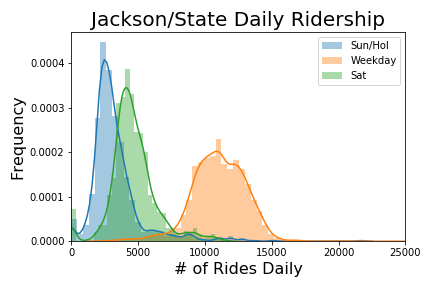 Jackson/State Daily Ridership
Sun/Hol
Weekday
Sat
Frequency
0.0004
0.0003
0.0002
0.0001
0.0000
0
5000
10000
15000
20000
25000
# of Rides Daily